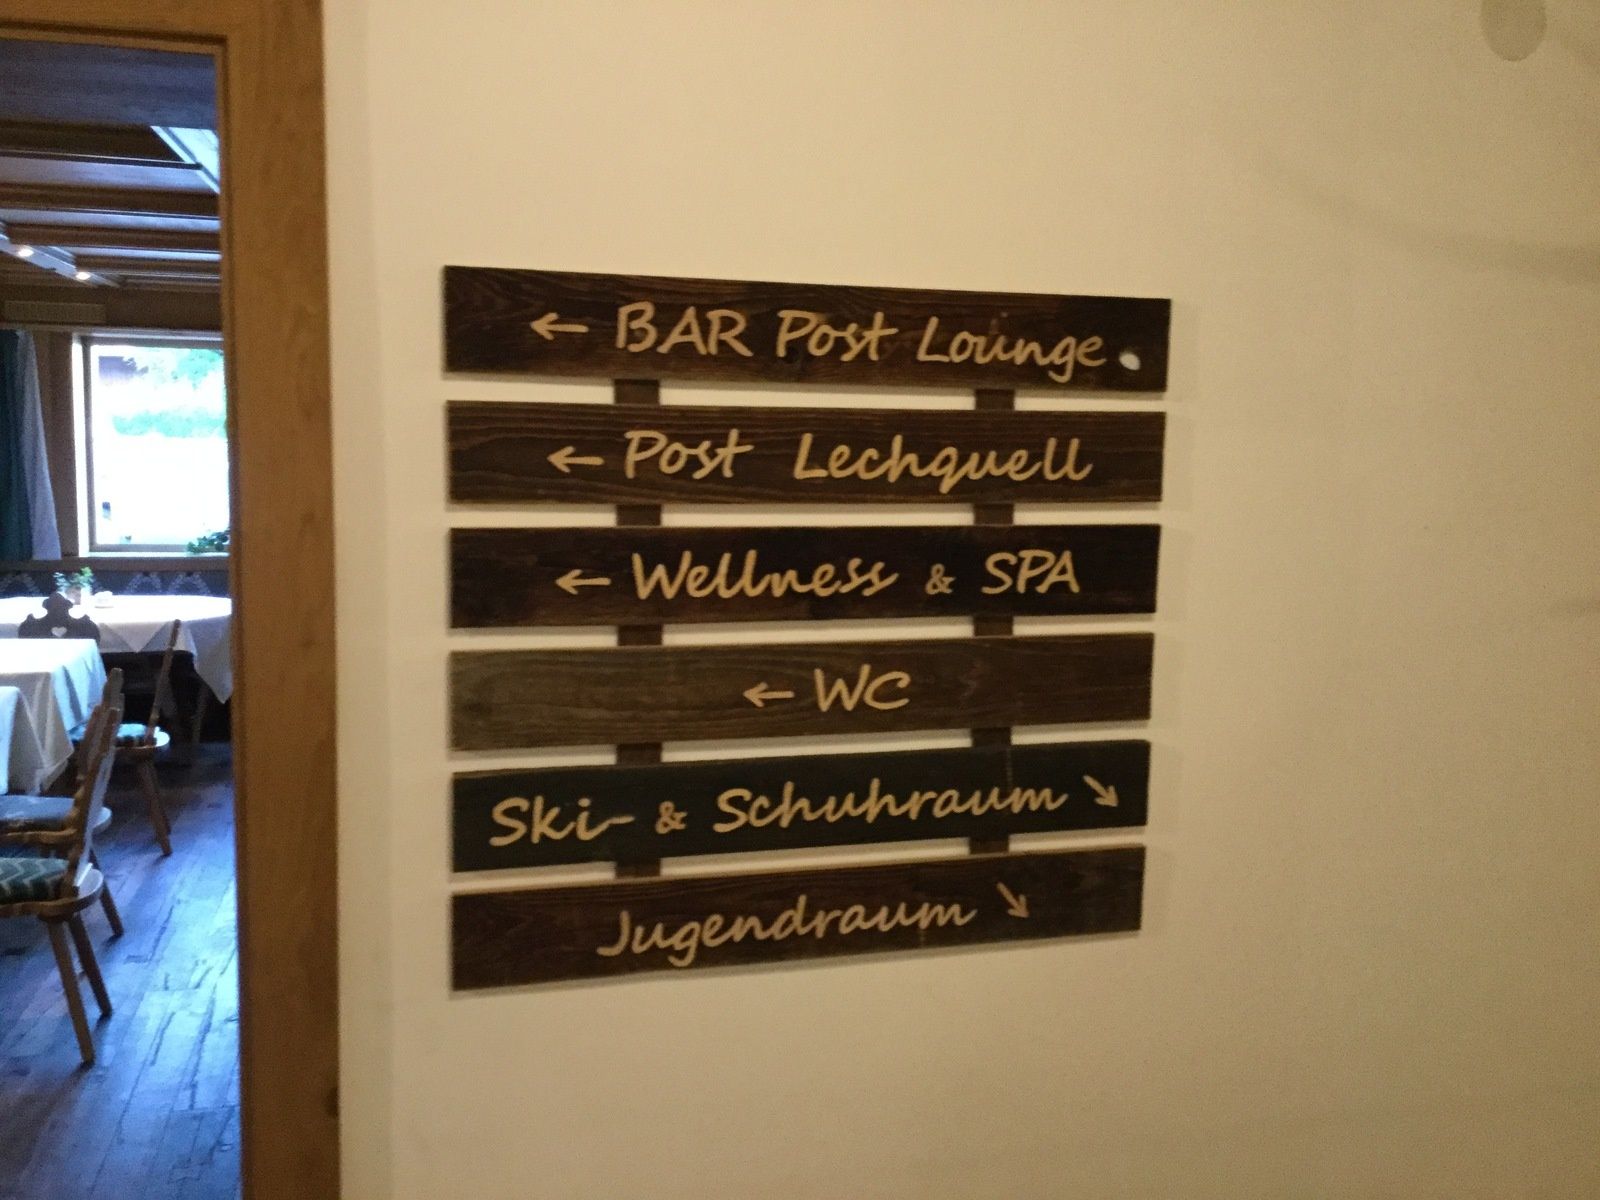 ← BAR Post Lounge
← Post Lechquell
← Wellness & SPA
← WC
Ski- & Schuhraum ↘
Jugendraum ↘